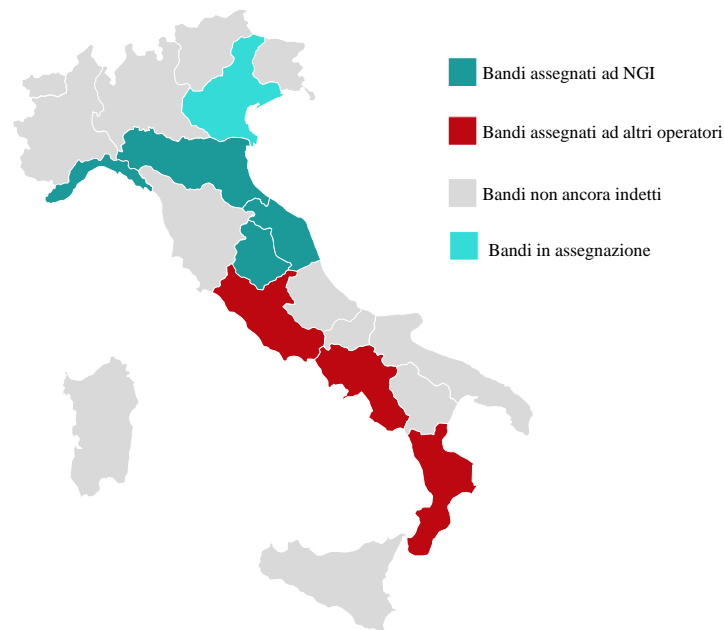 Bandi assegnati ad NGI
Bandi assegnati ad altri operatori
Bandi non ancora indetti
Bandi in assegnazione